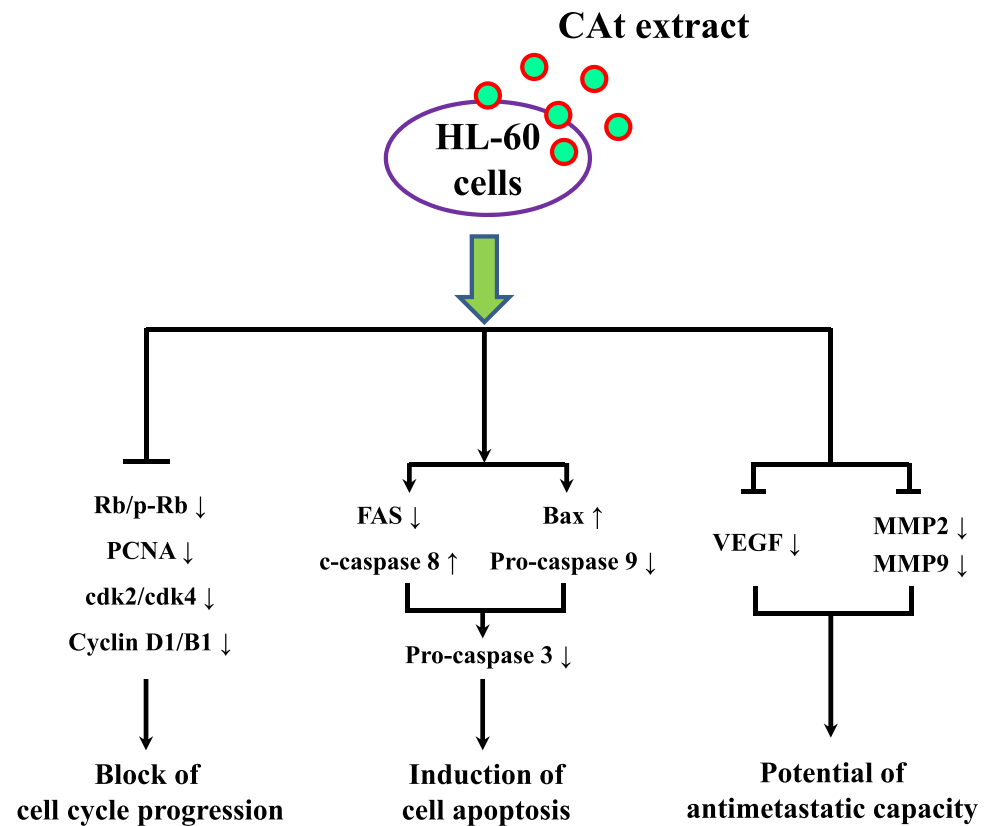 CAt extract
HL-60
cells
Rb/p-Rb ↓
PCNA ↓
cdk2/cdk4 ↓
Cyclin D1/B1 ↓
Block of
cell cycle progression
FAS ↓
c-caspase 8 ↑
Bax ↑
Pro-caspase 9 ↓
Pro-caspase 3 ↓
Induction of
cell apoptosis
VEGF ↓
MMP2 ↓
MMP9 ↓
Potential of
antimetastatic capacity